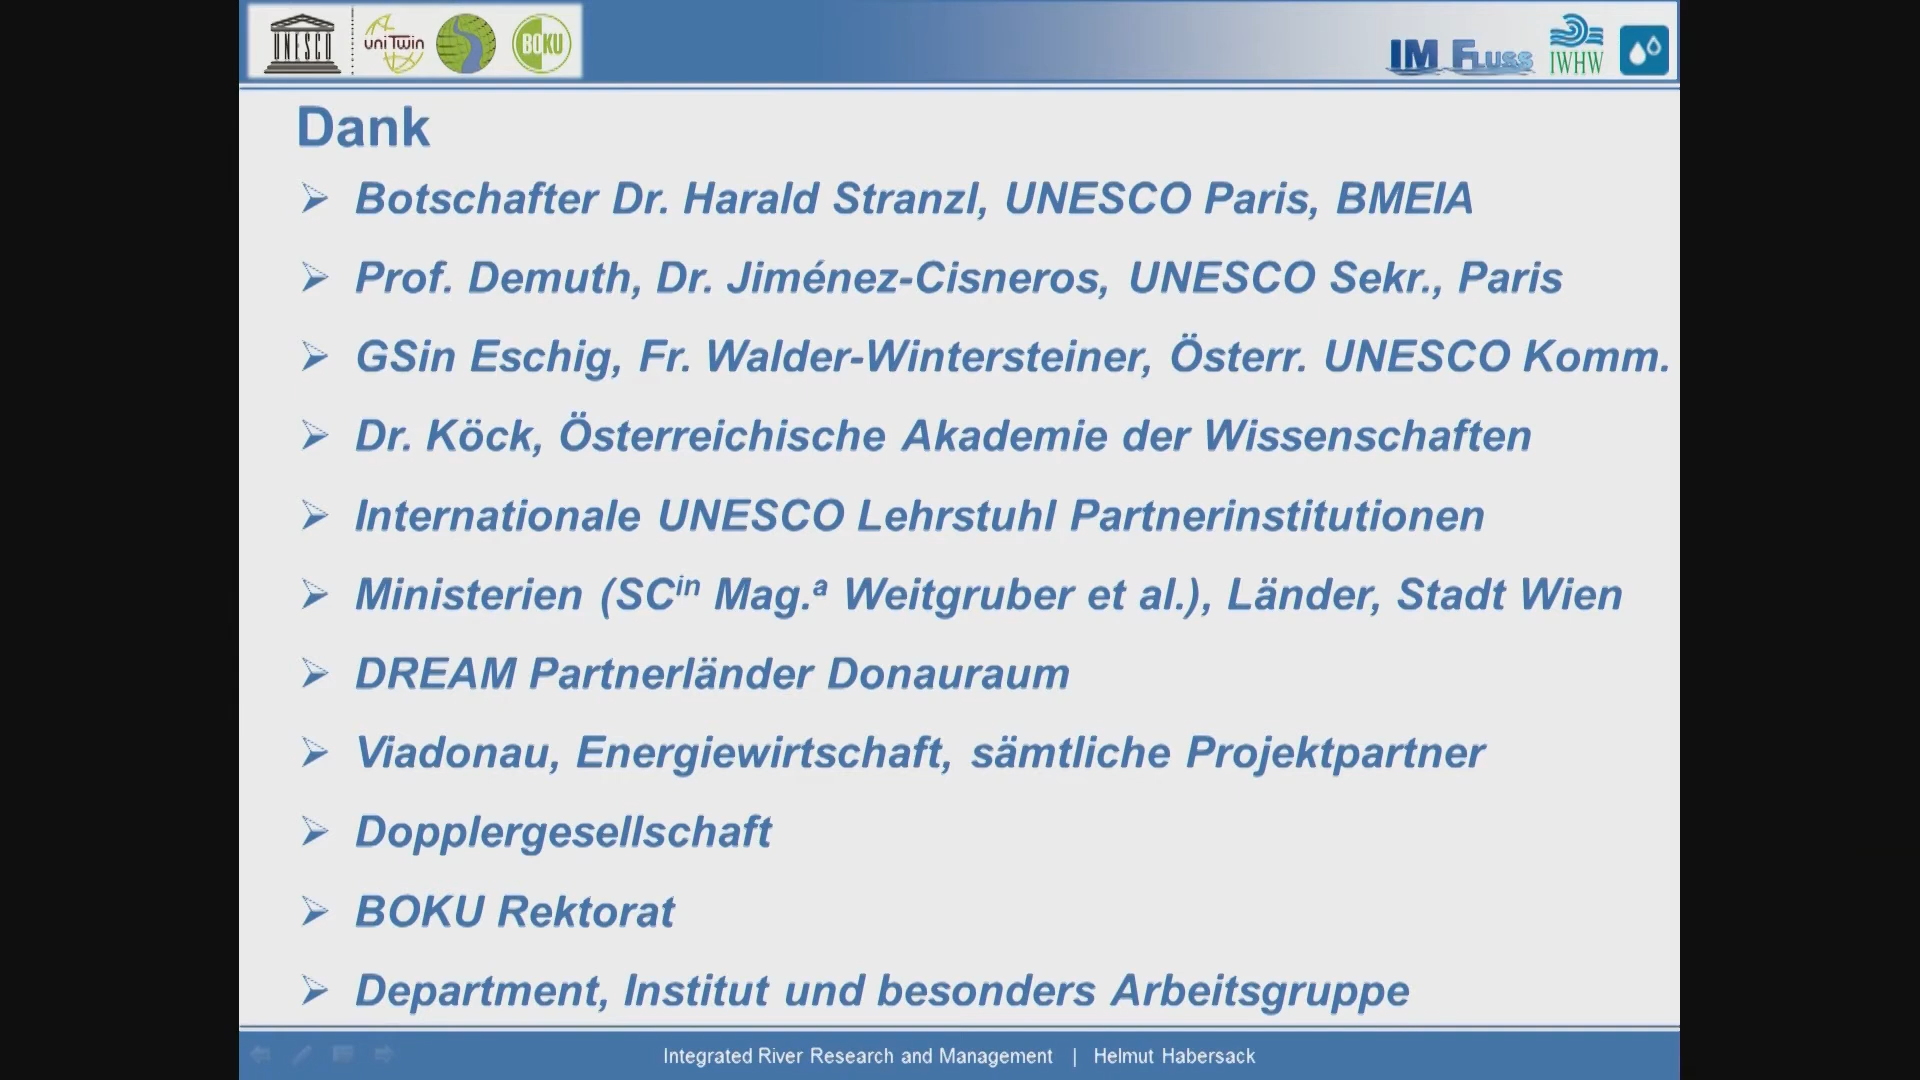 UNESCO uniTwin BOKU IM Fluss IWHW
Dank
Botschafter Dr. Harald Stranzl, UNESCO Paris, BMEIA
Prof. Demuth, Dr. Jiménez-Cisneros, UNESCO Sekr., Paris
GSin Eschig, Fr. Walder-Wintersteiner, Österr. UNESCO Komm.
Dr. Köck, Österreichische Akademie der Wissenschaften
Internationale UNESCO Lehrstuhl Partnerinstitutionen
Ministerien (SCin Mag.a Weitgruber et al.), Länder, Stadt Wien
DREAM Partnerländer Donauraum
Viadonau, Energiewirtschaft, sämtliche Projektpartner
Dopplergesellschaft
BOKU Rektorat
Department, Institut und besonders Arbeitsgruppe
Integrated River Research and Management | Helmut Habersack